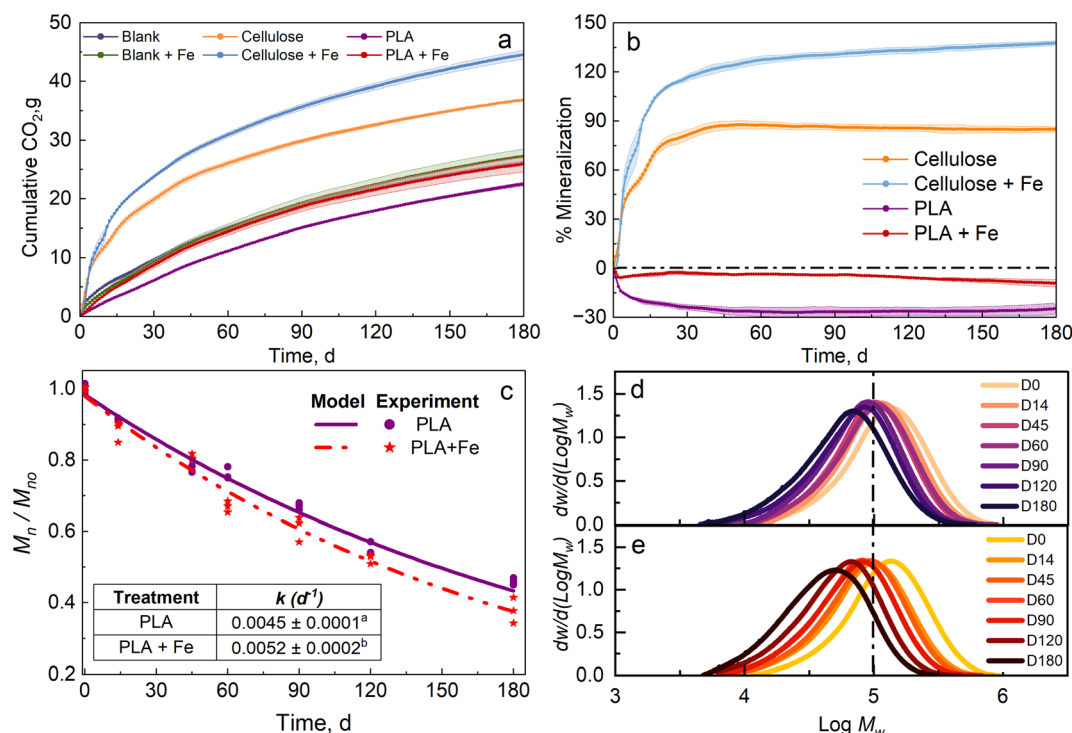 a
Blank
Cellulose
PLA
Blank + Fe
Cellulose + Fe
PLA + Fe
Cumulative CO₂,g
50
40
30
20
10
0
0 30 60 90 120 150 180
Time, d
b
% Mineralization
150
120
90
60
30
0
−30
Cellulose
Cellulose + Fe
PLA
PLA + Fe
0 30 60 90 120 150 180
Time, d
c
Model Experiment
PLA
PLA+Fe
Mn / Mno
1.0
0.8
0.6
0.4
0.2
Treatment k (d⁻¹)
PLA 0.0045 ± 0.0001ᵃ
PLA + Fe 0.0052 ± 0.0002ᵇ
0 30 60 90 120 150 180
Time, d
d
dw/d(LogMw)
1.5
1.0
0.5
0.0
D0
D14
D45
D60
D90
D120
D180
e
dw/d(LogMw)
1.5
1.0
0.5
0.0
D0
D14
D45
D60
D90
D120
D180
3 4 5 6
Log Mw